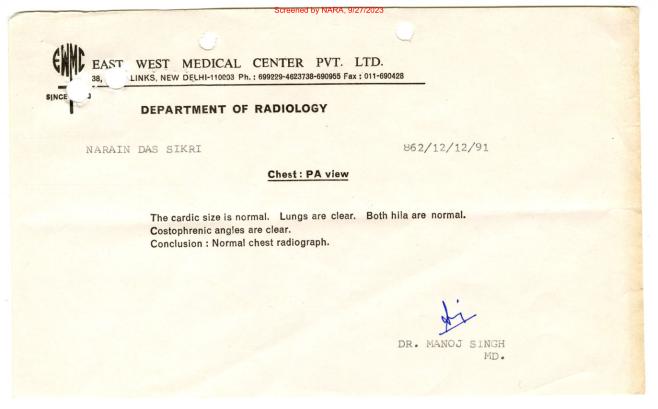 Screened by NARA, 9/27/2023
EWMC
EAST WEST MEDICAL CENTER PVT. LTD.
38, LINKS, NEW DELHI-110003 Ph. : 699229-4623738-690955 Fax : 011-690428
SINCE
DEPARTMENT OF RADIOLOGY
NARAIN DAS SIKRI 862/12/12/91
Chest : PA view
The cardic size is normal. Lungs are clear. Both hila are normal.
Costophrenic angles are clear.
Conclusion : Normal chest radiograph.
DR. MANOJ SINGH
MD.